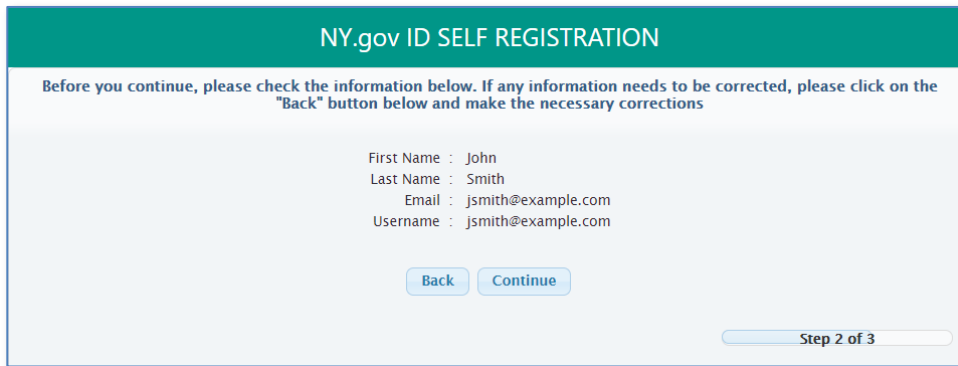 NY.gov ID SELF REGISTRATION
Before you continue, please check the information below. If any information needs to be corrected, please click on the
"Back" button below and make the necessary corrections
First Name : John
Last Name : Smith
Email : jsmith@example.com
Username : jsmith@example.com
Back Continue
Step 2 of 3